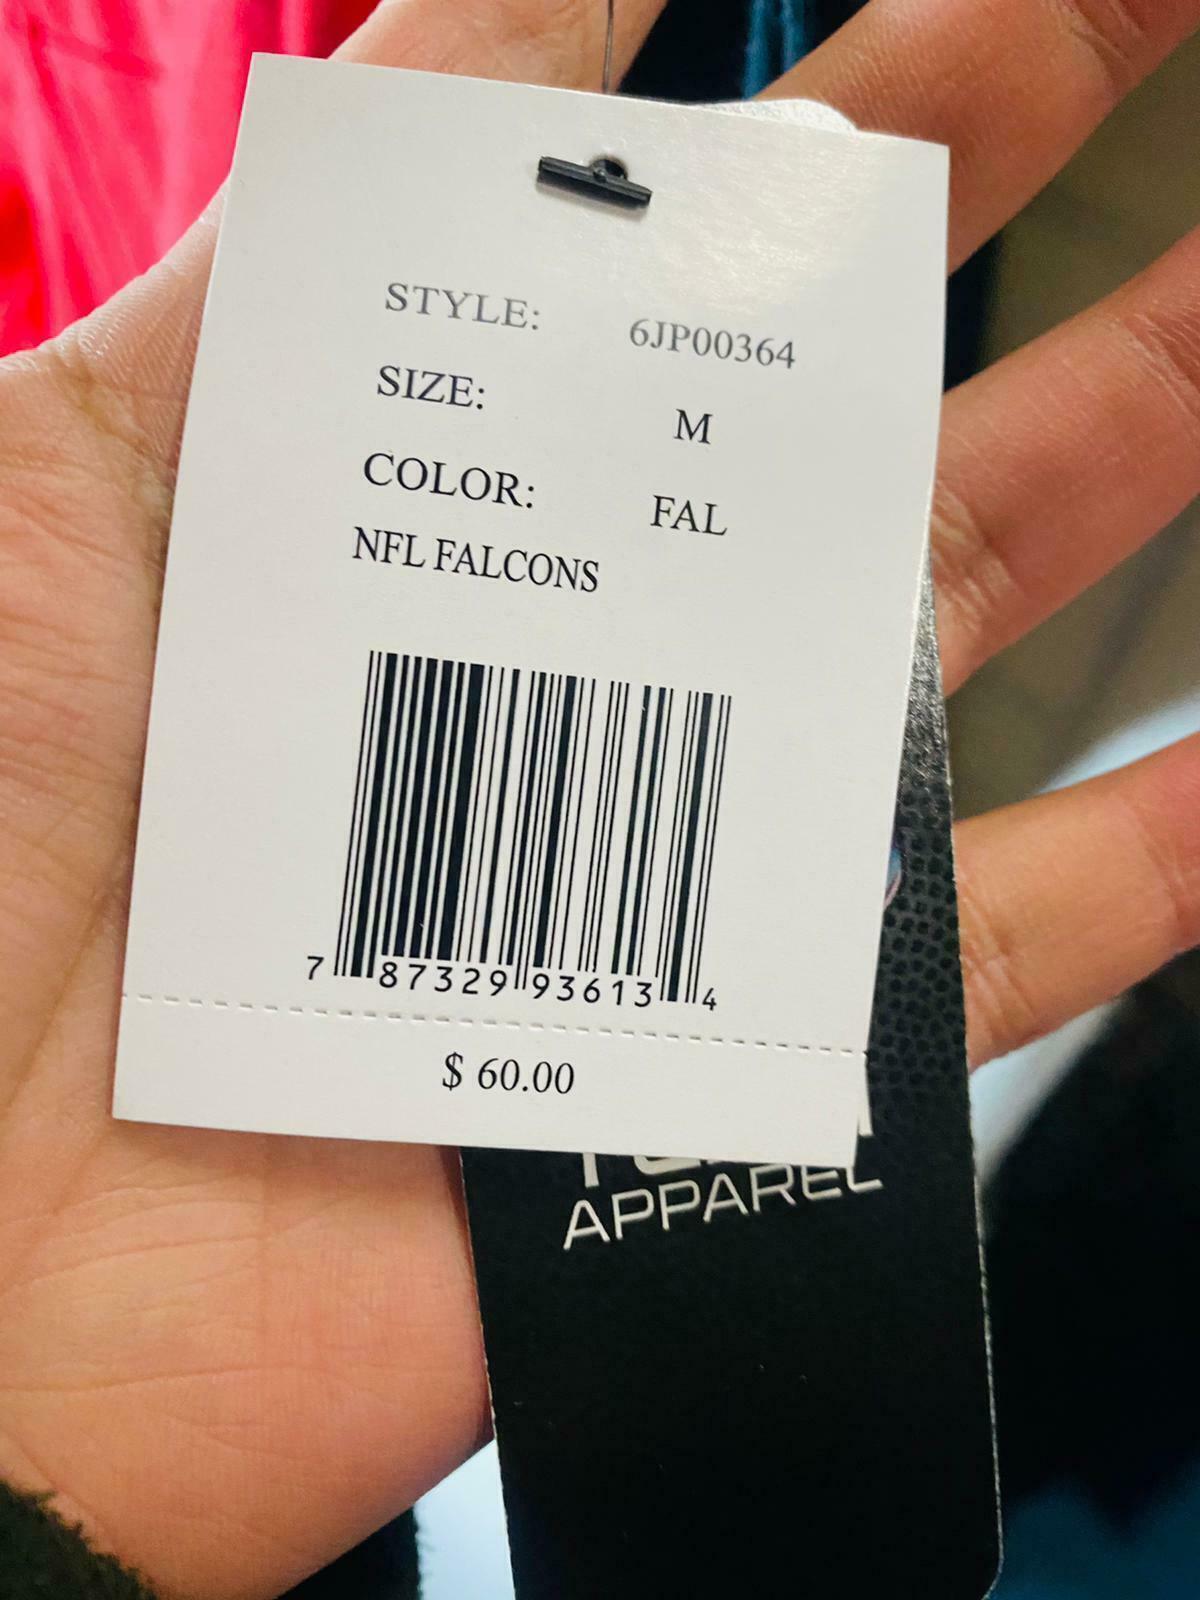 STYLE: 6JP00364
SIZE: M
COLOR: FAL
NFL FALCONS
7 87329 93613 4
$ 60.00
APPAREL